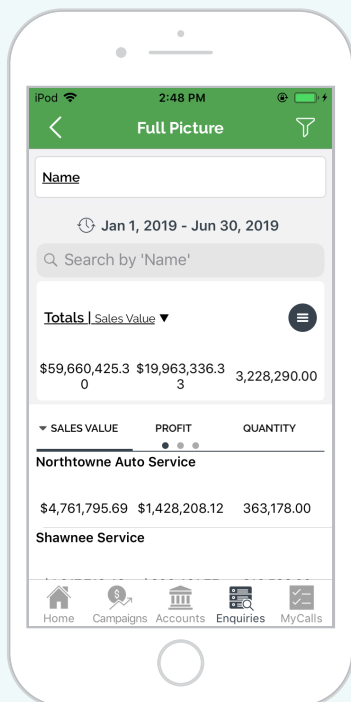 iPod 2:48 PM
Full Picture
Name
Jan 1, 2019 - Jun 30, 2019
Search by 'Name'
Totals | Sales Value ▼
$59,660,425.3 $19,963,336.3 3,228,290.00
0 3
SALES VALUE PROFIT QUANTITY
Northtowne Auto Service
$4,761,795.69 $1,428,208.12 363,178.00
Shawnee Service
Home Campaigns Accounts Enquiries MyCalls